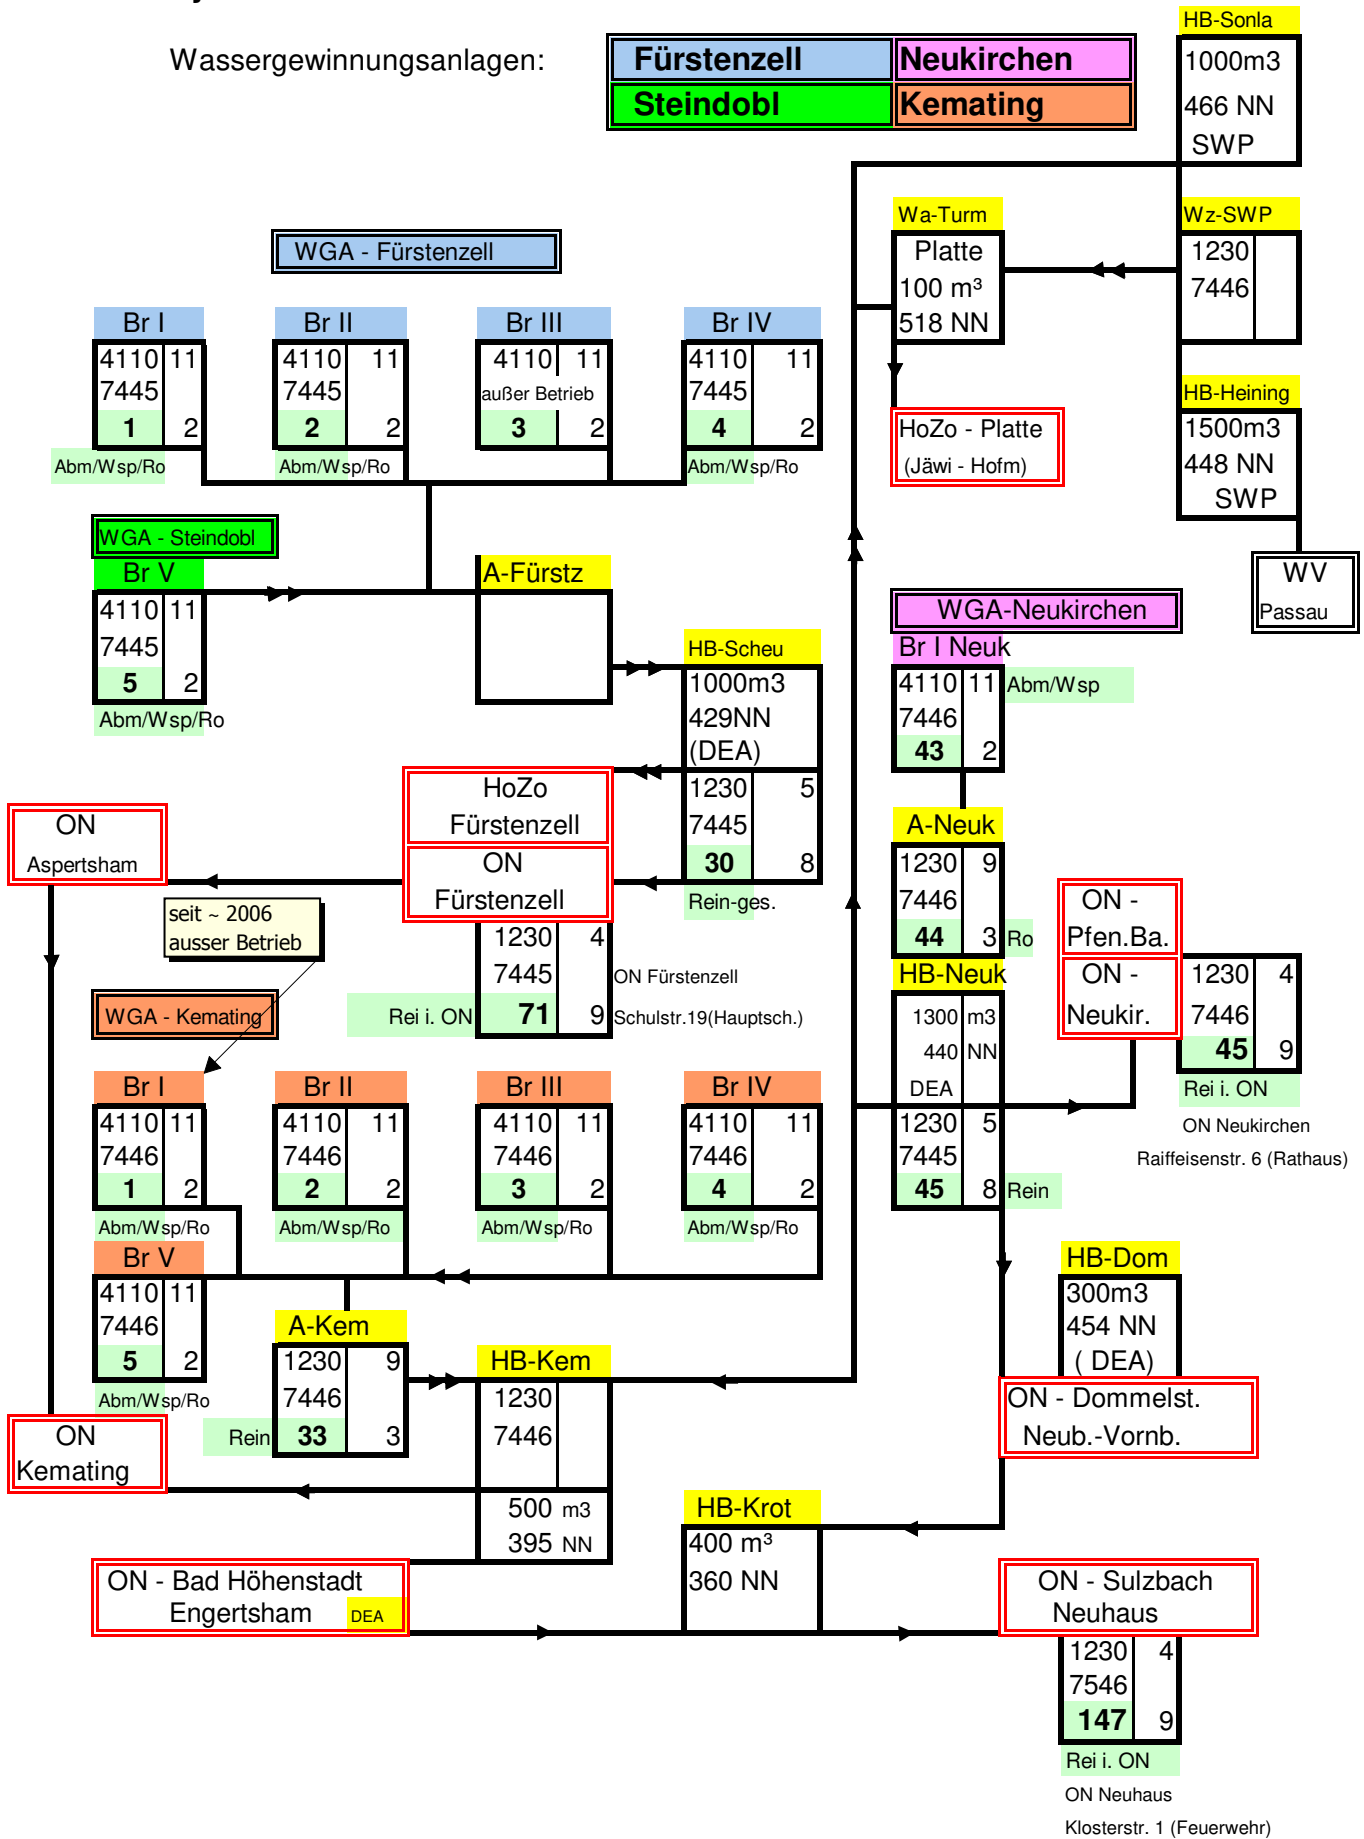 HB-Sonla
1000m3
466 NN
SWP
Wassergewinnungsanlagen:
Fürstenzell Neukirchen
Steindobl Kemating
Wa-Turm
Platte
100 m³
518 NN
Wz-SWP
1230
7446
WGA - Fürstenzell
Br I
4110 11
7445
1 2
Abm/Wsp/Ro
Br II
4110 11
7445
2 2
Abm/Wsp/Ro
Br III
4110 11
außer Betrieb
3 2
Br IV
4110 11
7445
4 2
Abm/Wsp/Ro
HoZo - Platte
(Jäwi - Hofm)
HB-Heining
1500m3
448 NN
SWP
WV
Passau
WGA - Steindobl
Br V
4110 11
7445
5 2
Abm/Wsp/Ro
A-Fürstz
HB-Scheu
1000m3
429NN
(DEA)
1230 5
7445
30 8
Rein-ges.
WGA-Neukirchen
Br I Neuk
4110 11 Abm/Wsp
7446
43 2
HoZo
Fürstenzell
ON
Fürstenzell
1230 4
7445
Rei i. ON 71 9
ON Fürstenzell
Schulstr.19(Hauptsch.)
ON
Aspertsham
seit ~ 2006
ausser Betrieb
A-Neuk
1230 9
7446
44 3 Ro
HB-Neuk
1300 m3
440 NN
DEA
1230 5
7445
45 8 Rein
ON -
Pfen.Ba.
ON -
Neukir.
1230 4
7446
45 9
Rei i. ON
ON Neukirchen
Raiffeisenstr. 6 (Rathaus)
WGA - Kemating
Br I
4110 11
7446
1 2
Abm/Wsp/Ro
Br II
4110 11
7446
2 2
Abm/Wsp/Ro
Br III
4110 11
7446
3 2
Abm/Wsp/Ro
Br IV
4110 11
7446
4 2
Abm/Wsp/Ro
Br V
4110 11
7446
5 2
Abm/Wsp/Ro
A-Kem
1230 9
7446
Rein 33 3
HB-Kem
1230
7446
500 m3
395 NN
HB-Dom
300m3
454 NN
( DEA)
ON - Dommelst.
Neub.-Vornb.
ON
Kemating
HB-Krot
400 m³
360 NN
ON - Bad Höhenstadt
Engertsham DEA
ON - Sulzbach
Neuhaus
1230 4
7546
147 9
Rei i. ON
ON Neuhaus
Klosterstr. 1 (Feuerwehr)